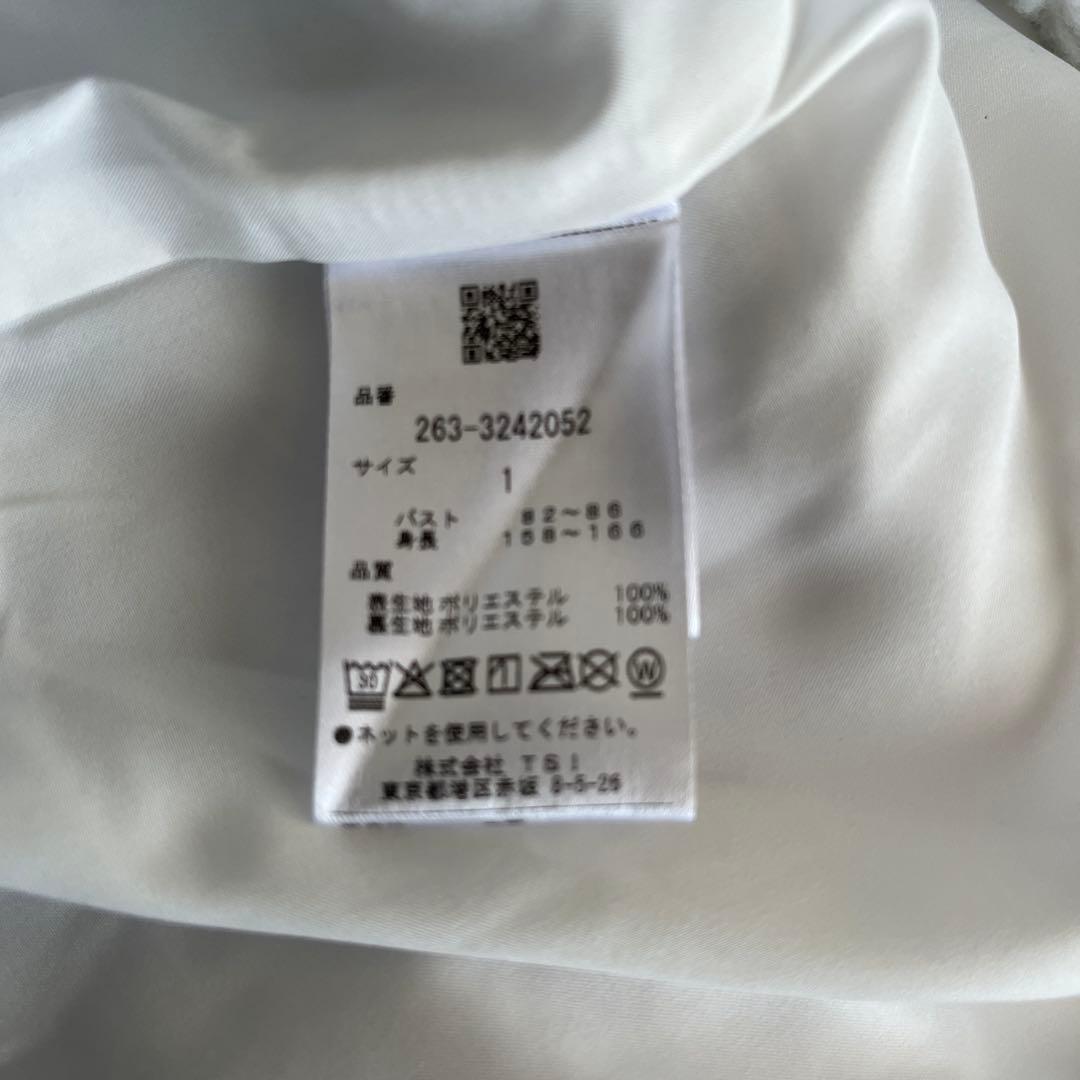 品番
263-3242052
サイズ
1
バスト 82～86
身長 158～166
品質
表生地 ポリエステル 100%
裏生地 ポリエステル 100%
30
W
●ネットを使用してください。
株式会社 TSI
東京都港区赤坂 8-5-26